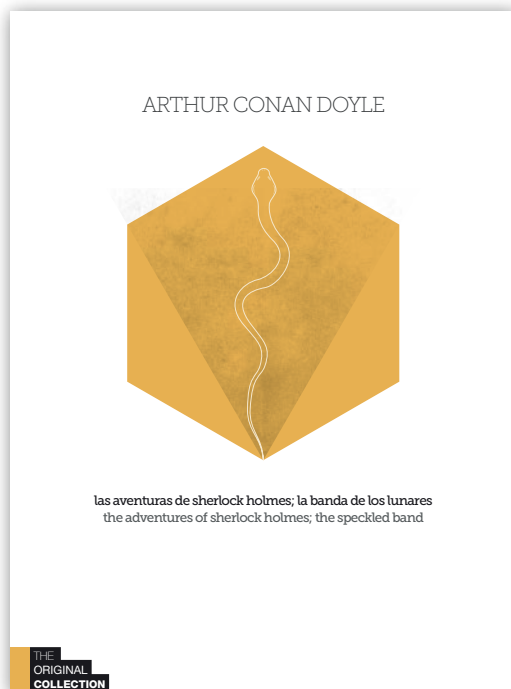 ARTHUR CONAN DOYLE
las aventuras de sherlock holmes; la banda de los lunares
the adventures of sherlock holmes; the speckled band
THE
ORIGINAL
COLLECTION